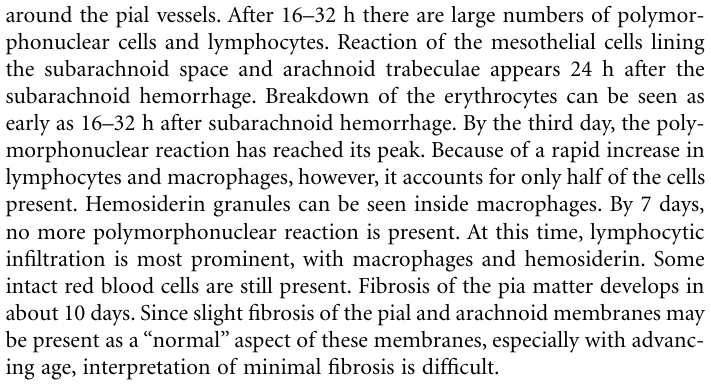 around the pial vessels. After 16–32 h there are large numbers of polymor-
phonuclear cells and lymphocytes. Reaction of the mesothelial cells lining
the subarachnoid space and arachnoid trabeculae appears 24 h after the
subarachnoid hemorrhage. Breakdown of the erythrocytes can be seen as
early as 16–32 h after subarachnoid hemorrhage. By the third day, the poly-
morphonuclear reaction has reached its peak. Because of a rapid increase in
lymphocytes and macrophages, however, it accounts for only half of the cells
present. Hemosiderin granules can be seen inside macrophages. By 7 days,
no more polymorphonuclear reaction is present. At this time, lymphocytic
infiltration is most prominent, with macrophages and hemosiderin. Some
intact red blood cells are still present. Fibrosis of the pia matter develops in
about 10 days. Since slight fibrosis of the pial and arachnoid membranes may
be present as a “normal” aspect of these membranes, especially with advanc-
ing age, interpretation of minimal fibrosis is difficult.